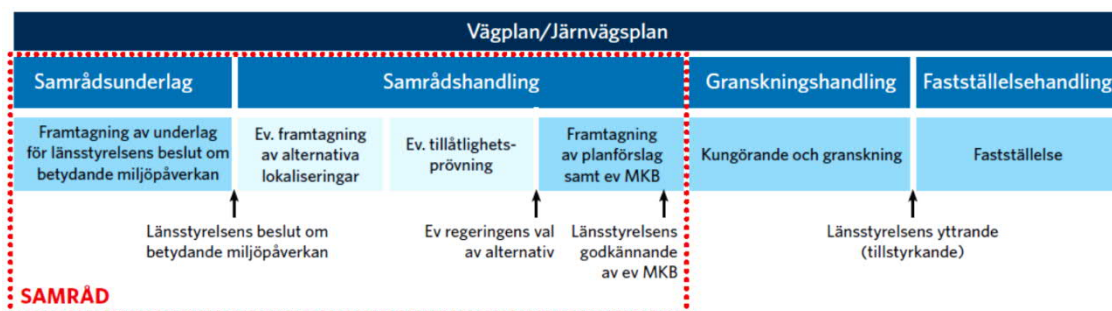 Vägplan/Järnvägsplan
Samrådsunderlag
Samrådshandling
Granskningshandling
Fastställelsehandling
Framtagning av underlag
för länsstyrelsens beslut om
betydande miljöpåverkan
Ev. framtagning
av alternativa
lokaliseringar
Ev. tillåtlighets-
prövning
Framtagning
av planförslag
samt ev MKB
Kungörande och granskning
Fastställelse
Länsstyrelsens beslut om
betydande miljöpåverkan
Ev regeringens val
av alternativ
Länsstyrelsens
godkännande
av ev MKB
Länsstyrelsens yttrande
(tillstyrkande)
SAMRÅD